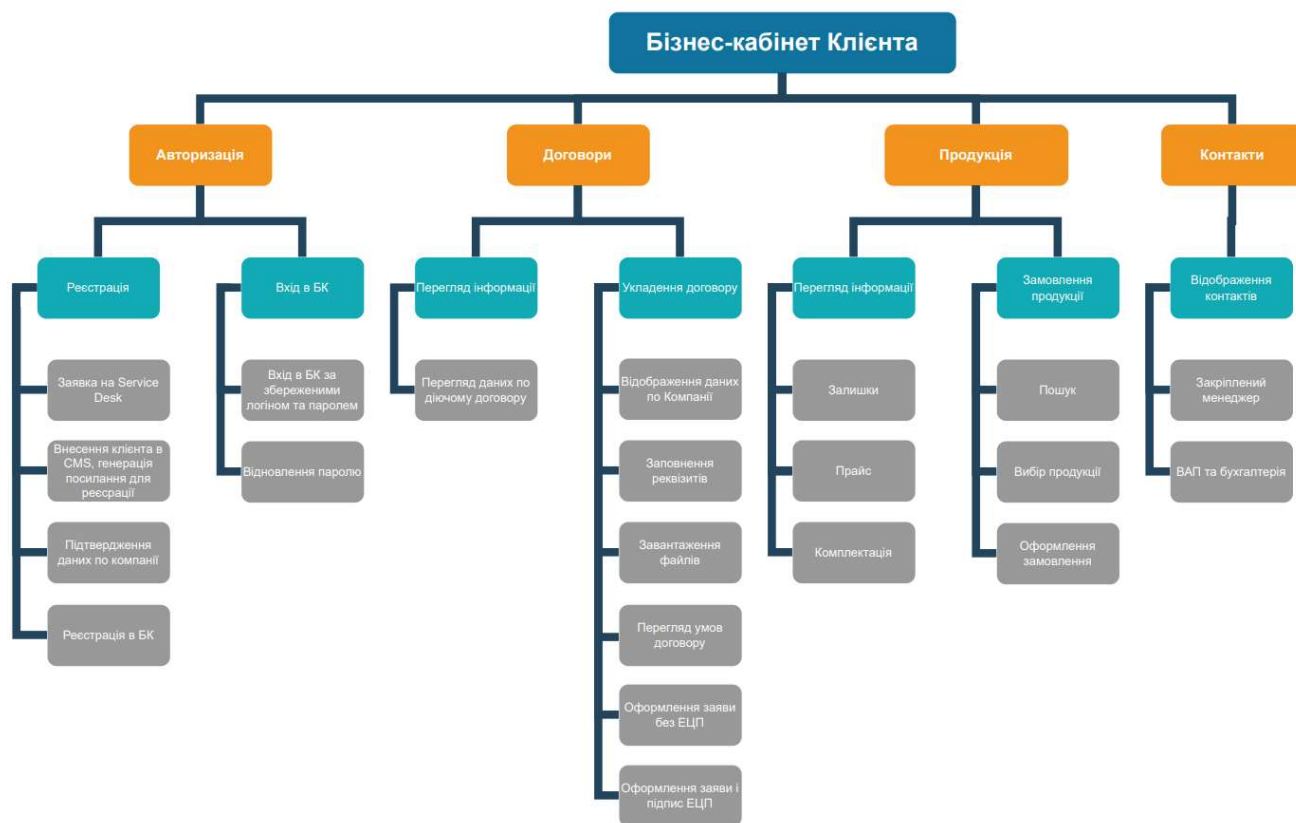 Бізнес-кабінет Клієнта
Авторизація
Договори
Продукція
Контакти
Реєстрація
Вхід в БК
Перегляд інформації
Укладення договору
Перегляд інформації
Замовлення
продукції
Відображення
контактів
Заявка на Service
Desk
Вхід в БК за
збереженими
логіном та паролем
Перегляд даних по
діючому договору
Відображення даних
по Компанії
Залишки
Пошук
Закріплений
менеджер
Внесення клієнта в
CMS, генерація
посилання для
реєсрації
Відновлення паролю
Заповнення
реквізитів
Прайс
Вибір продукції
ВАП та бухгалтерія
Підтвердження
даних по компанії
Завантаження
файлів
Комплектація
Оформлення
замовлення
Реєстрація в БК
Перегляд умов
договору
Оформлення заяви
без ЕЦП
Оформлення заяви і
підпис ЕЦП